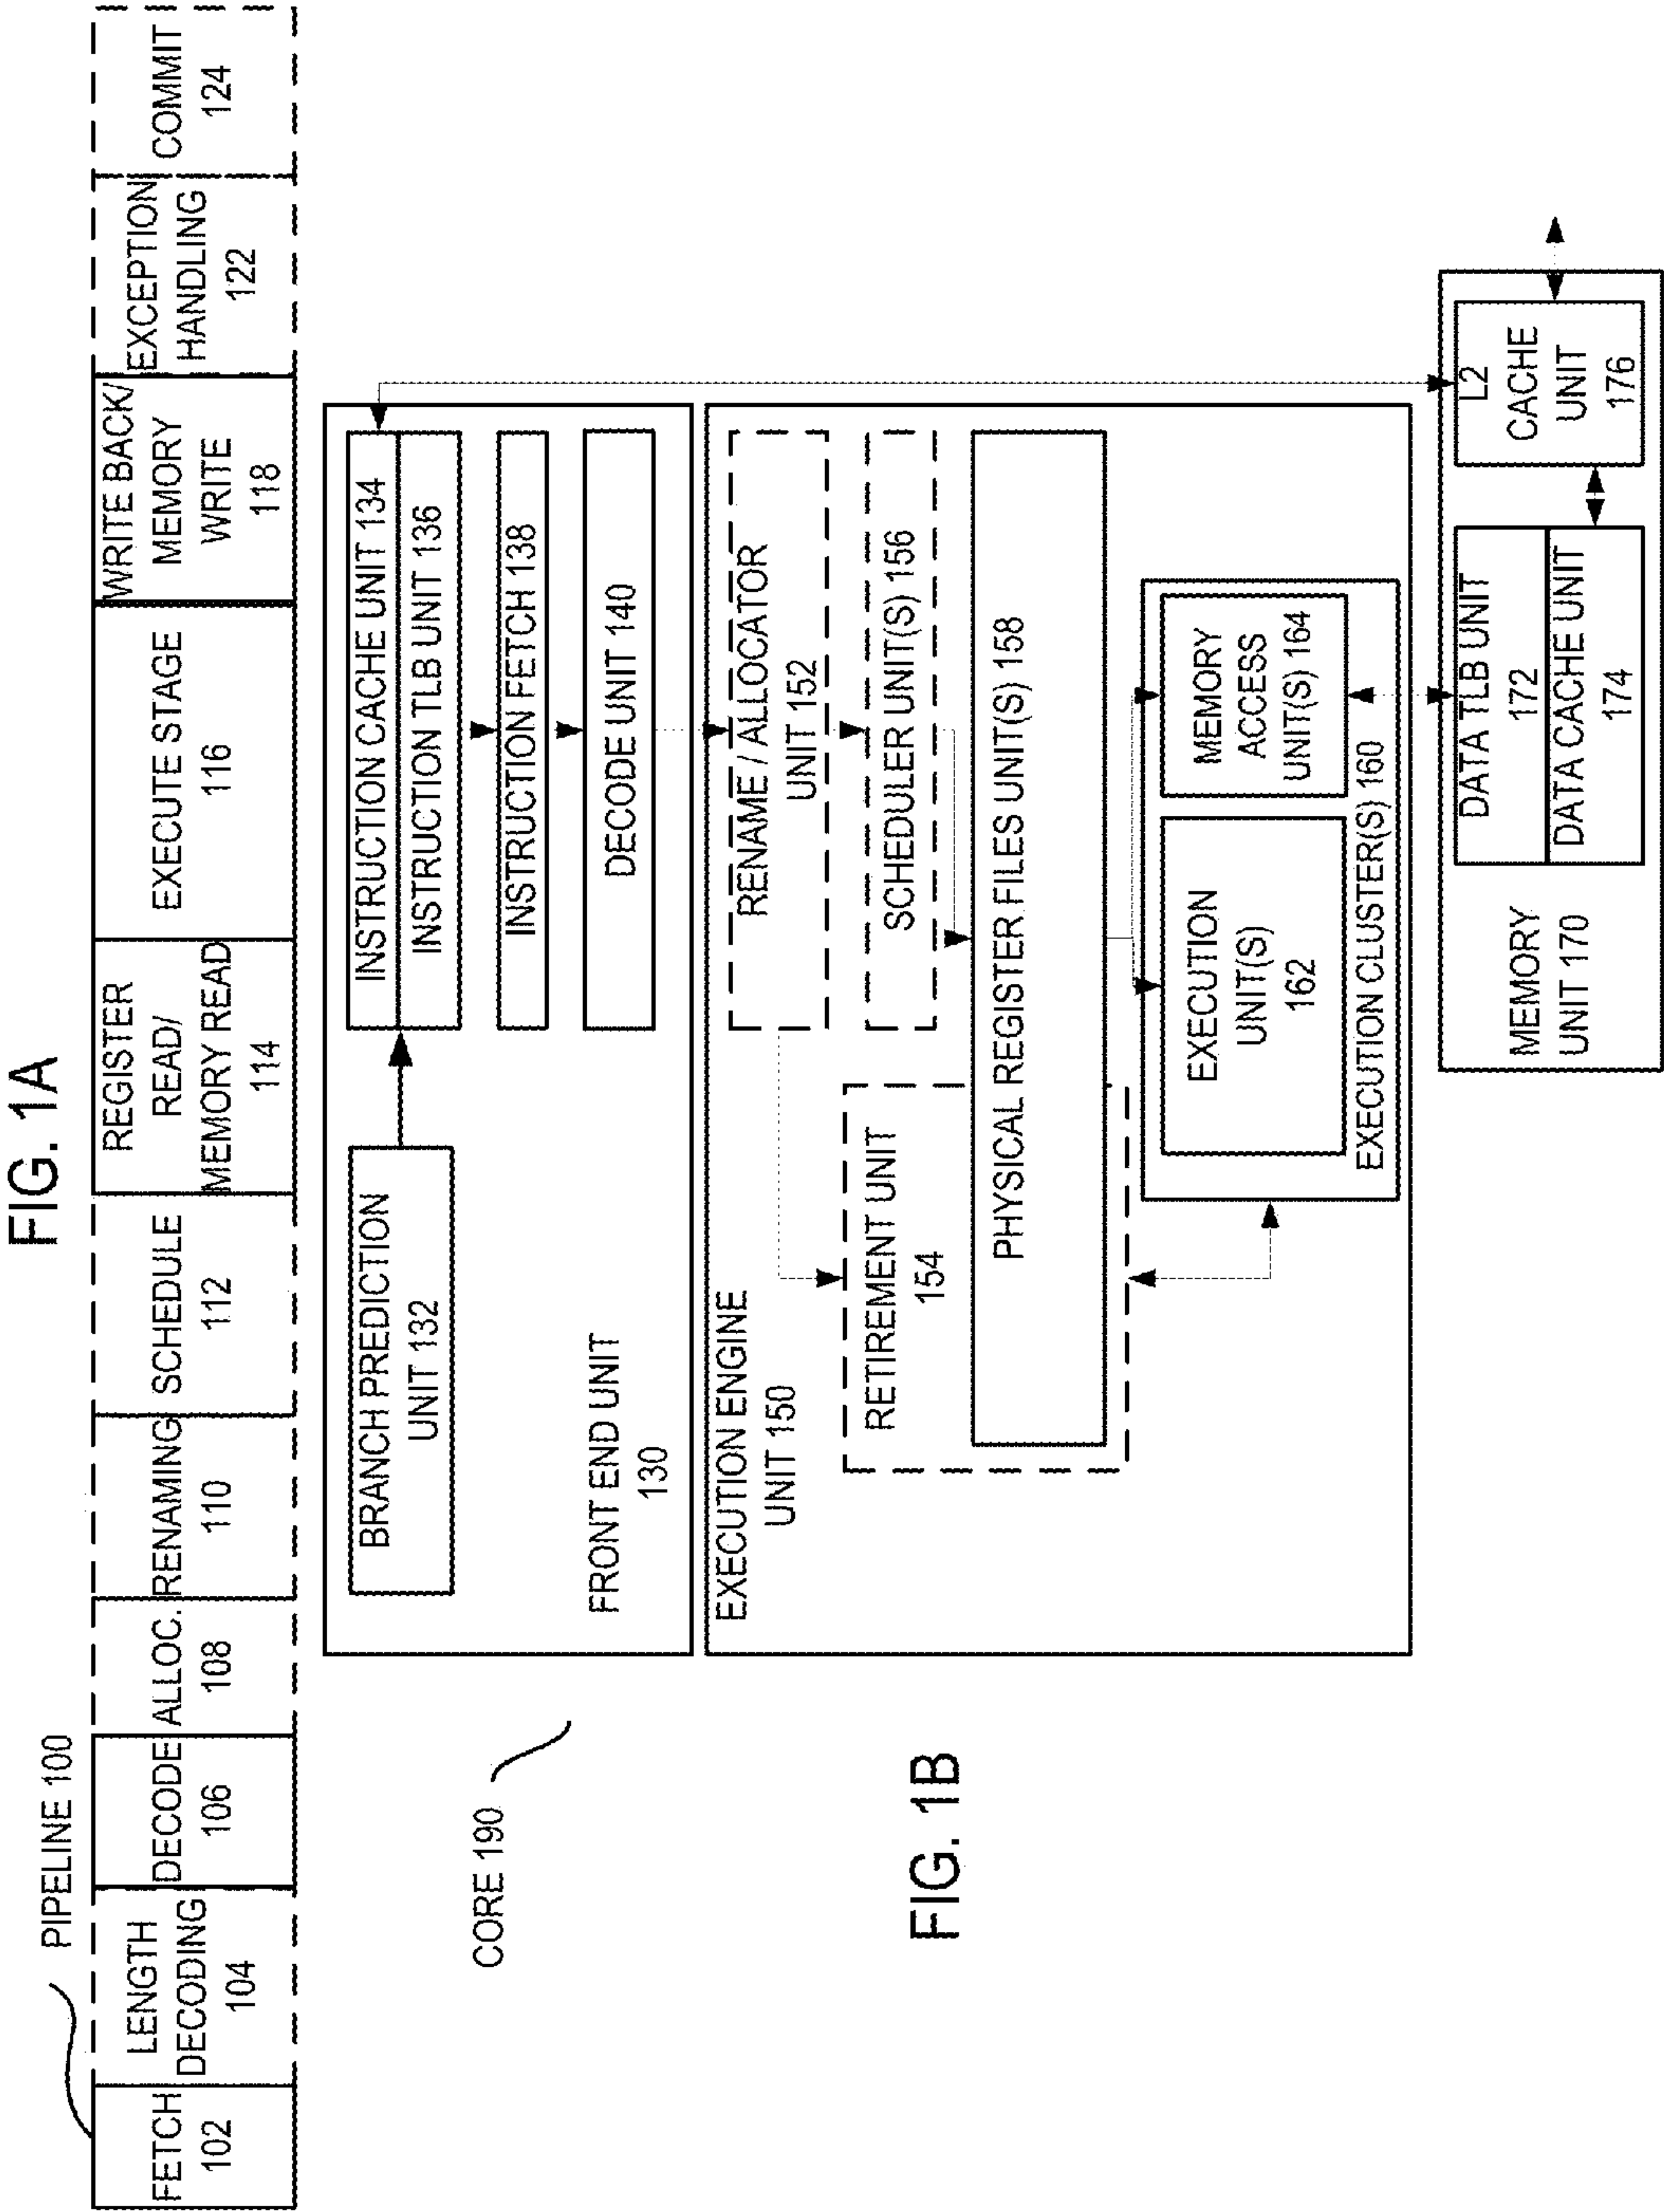 FIG. 1A
PIPELINE 100
FETCH
102
LENGTH
DECODING
104
DECODE
106
ALLOC.
108
RENAMING
110
SCHEDULE
112
REGISTER
READ/
MEMORY READ
114
EXECUTE STAGE
116
WRITE BACK/
MEMORY
WRITE
118
EXCEPTION
HANDLING
122
COMMIT
124
CORE 190
FIG. 1B
BRANCH PREDICTION
UNIT 132
INSTRUCTION CACHE UNIT 134
INSTRUCTION TLB UNIT 136
INSTRUCTION FETCH 138
DECODE UNIT 140
FRONT END UNIT
130
EXECUTION ENGINE
UNIT 150
RENAME / ALLOCATOR
UNIT 152
SCHEDULER UNIT(S) 156
RETIREMENT UNIT
154
PHYSICAL REGISTER FILES UNIT(S) 158
EXECUTION
UNIT(S)
162
MEMORY
ACCESS
UNIT(S) 164
EXECUTION CLUSTER(S) 160
MEMORY
UNIT 170
DATA TLB UNIT
172
DATA CACHE UNIT
174
L2
CACHE
UNIT
176